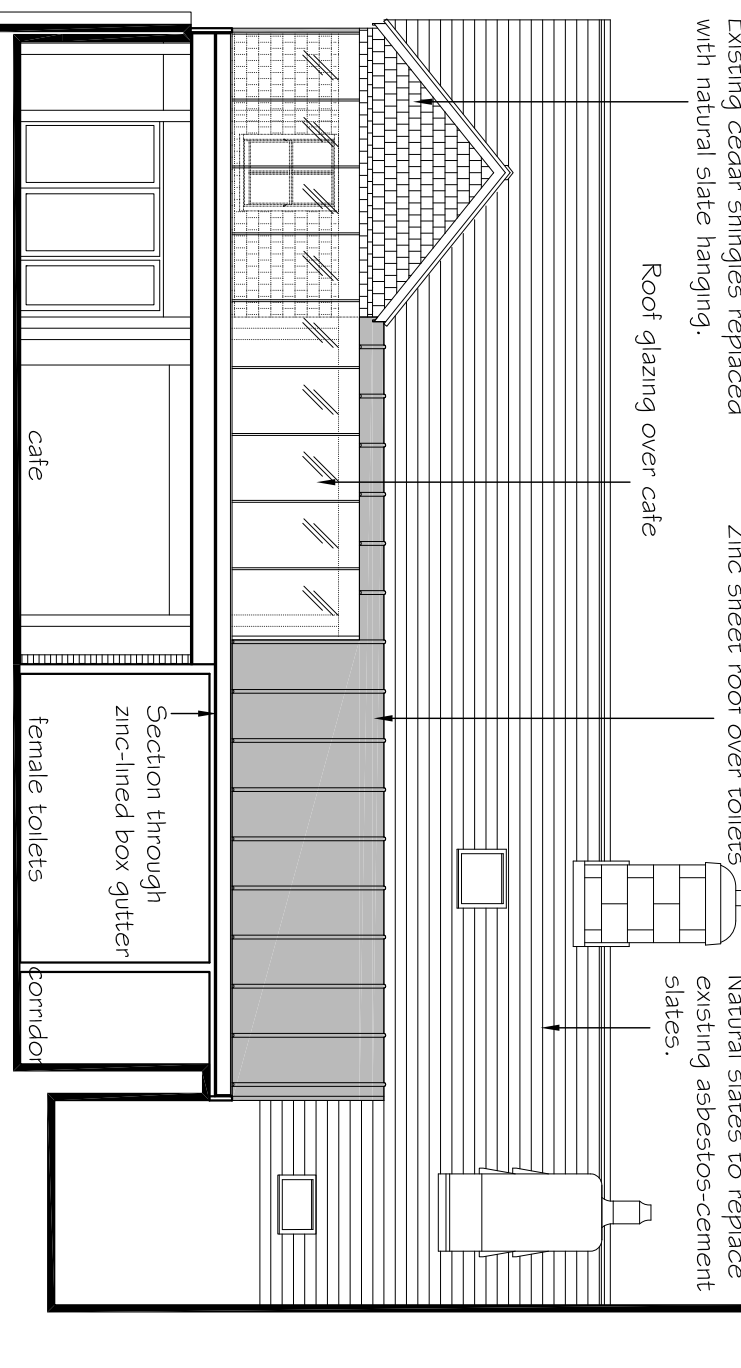 Existing cedar shingles replaced
with natural slate hanging.
Roof glazing over cafe
Zinc sheet roof over toilets
Natural slates to replace
existing asbestos-cement
slates.
Section through
zinc-lined box gutter
cafe
female toilets
corridor